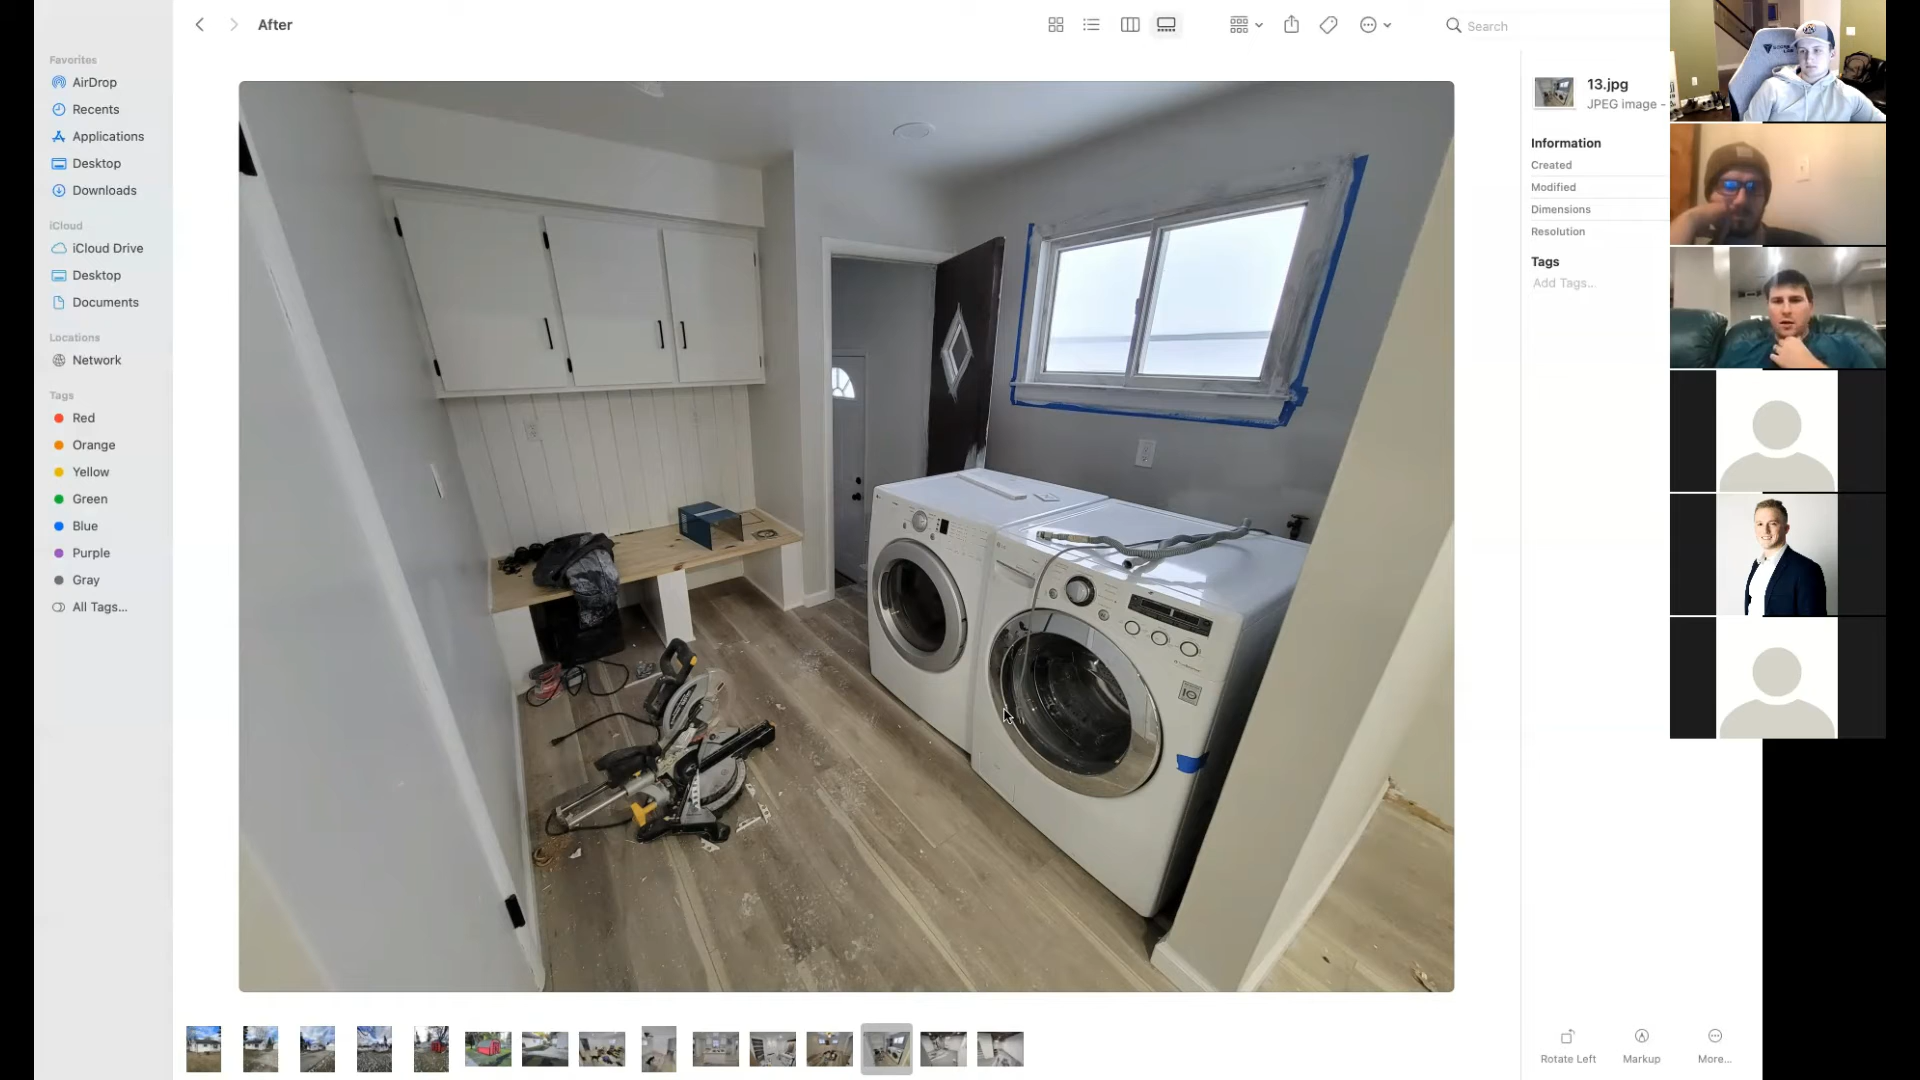 After
Search
Favorites
AirDrop
Recents
Applications
Desktop
Downloads
iCloud
iCloud Drive
Desktop
Documents
Locations
Network
Tags
Red
Orange
Yellow
Green
Blue
Purple
Gray
All Tags...
13.jpg
JPEG image -
Information
Created
Modified
Dimensions
Resolution
Tags
Add Tags...
Rotate Left
Markup
More...